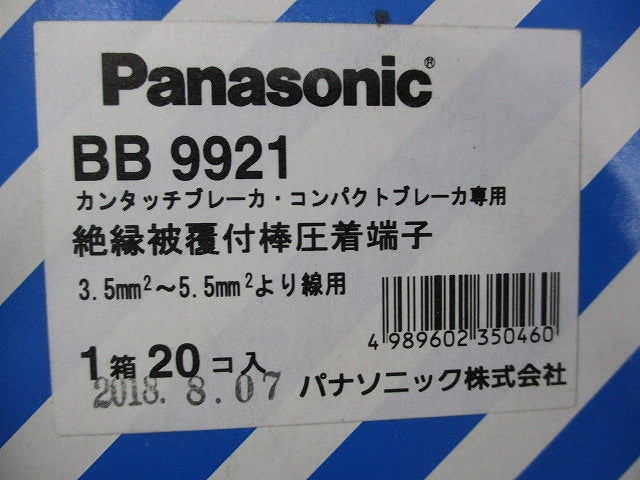 Panasonic®
BB 9921
カンタッチブレーカ・コンパクトブレーカ専用
絶縁被覆付棒圧着端子
3.5mm²～5.5mm²より線用
4 989602 350460
1箱20コ入
2018. 8.07
パナソニック株式会社